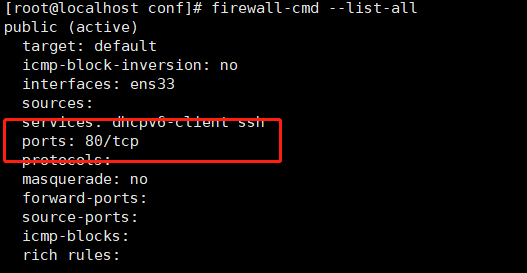 [root@localhost conf]# firewall-cmd --list-all
public (active)
  target: default
  icmp-block-inversion: no
  interfaces: ens33
  sources:
  services: dhcpv6-client ssh
  ports: 80/tcp
  protocols:
  masquerade: no
  forward-ports:
  source-ports:
  icmp-blocks:
  rich rules: